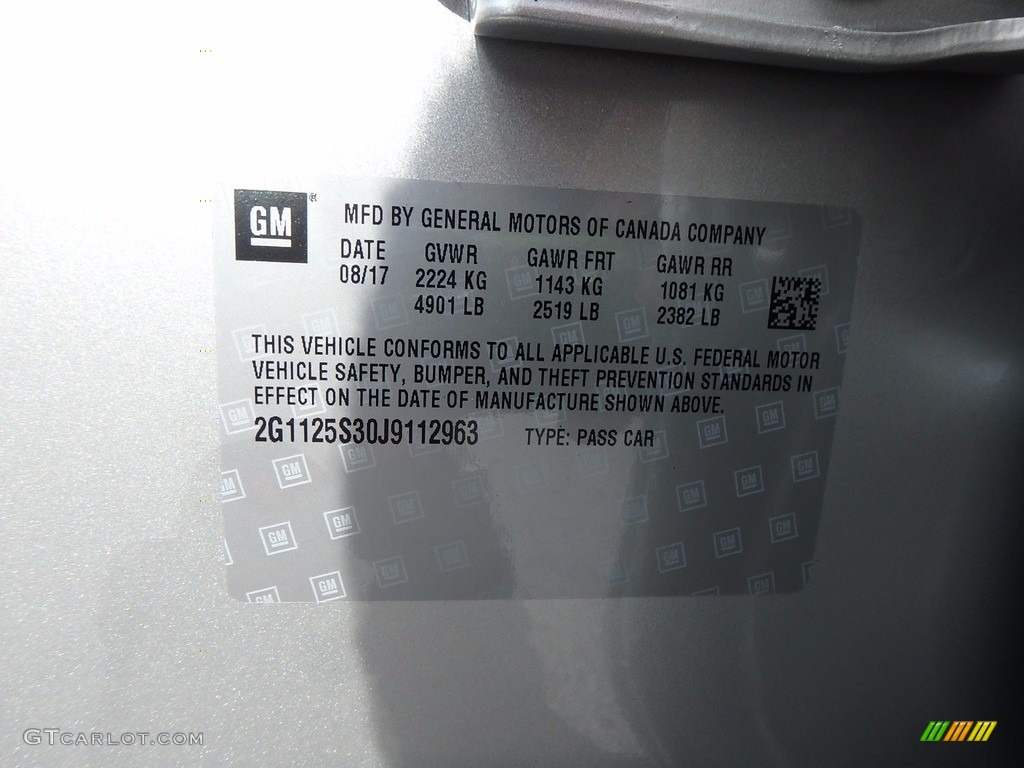 GM®
MFD BY GENERAL MOTORS OF CANADA COMPANY
DATE GVWR GAWR FRT GAWR RR
08/17 2224 KG 1143 KG 1081 KG
4901 LB 2519 LB 2382 LB
THIS VEHICLE CONFORMS TO ALL APPLICABLE U.S. FEDERAL MOTOR
VEHICLE SAFETY, BUMPER, AND THEFT PREVENTION STANDARDS IN
EFFECT ON THE DATE OF MANUFACTURE SHOWN ABOVE.
2G1125S30J9112963 TYPE: PASS CAR
GTCARLOT.COM